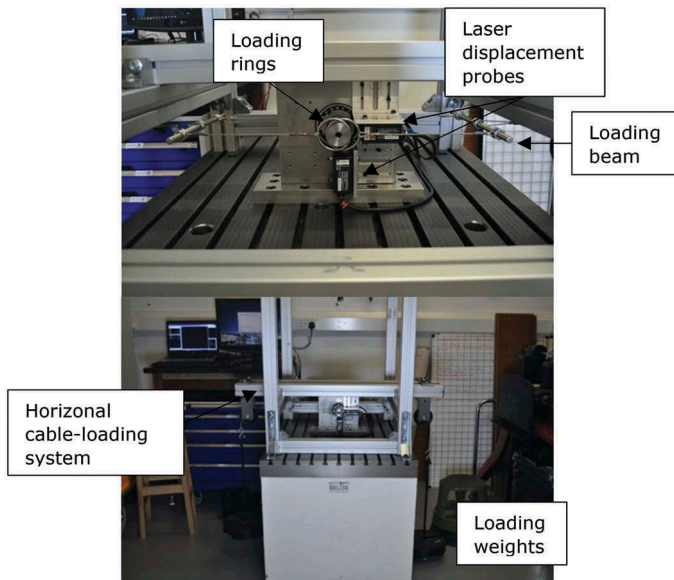 Loading
rings
Laser
displacement
probes
Loading
beam
Horizonal
cable-loading
system
Loading
weights